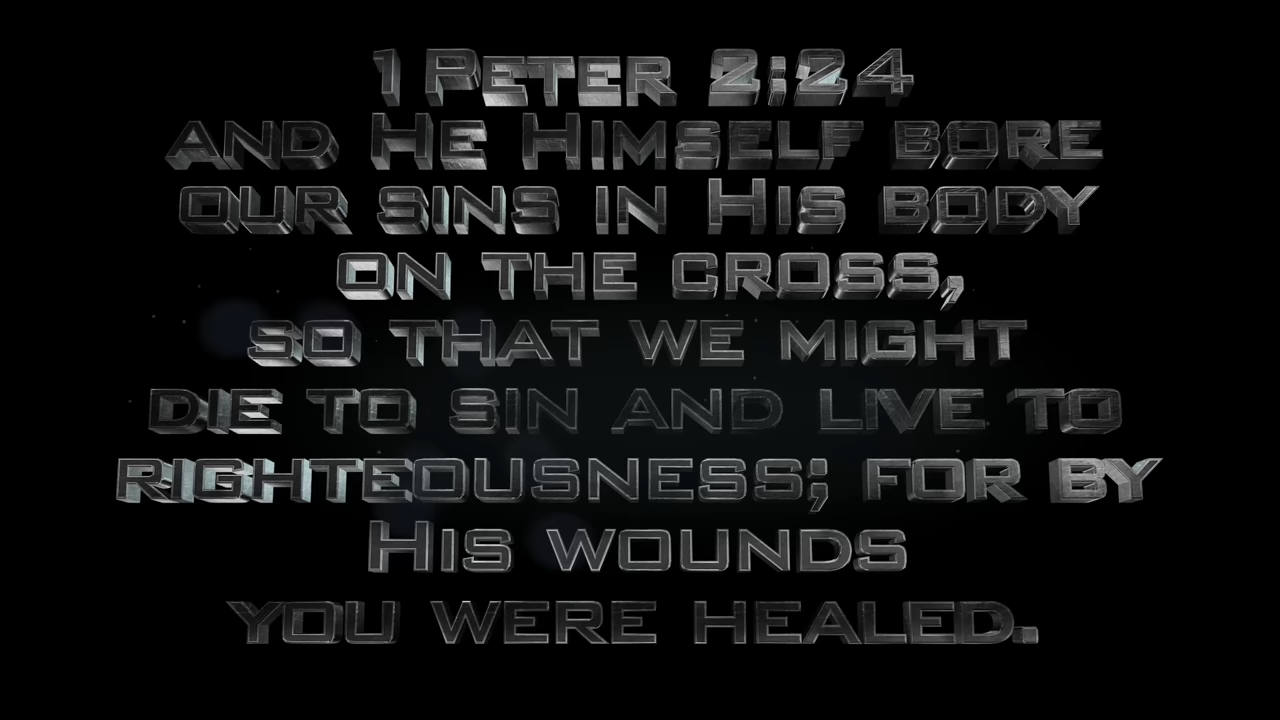 1 Peter 2:24
and He Himself bore
our sins in His body
on the cross,
so that we might
die to sin and live to
righteousness; for by
His wounds
you were healed.